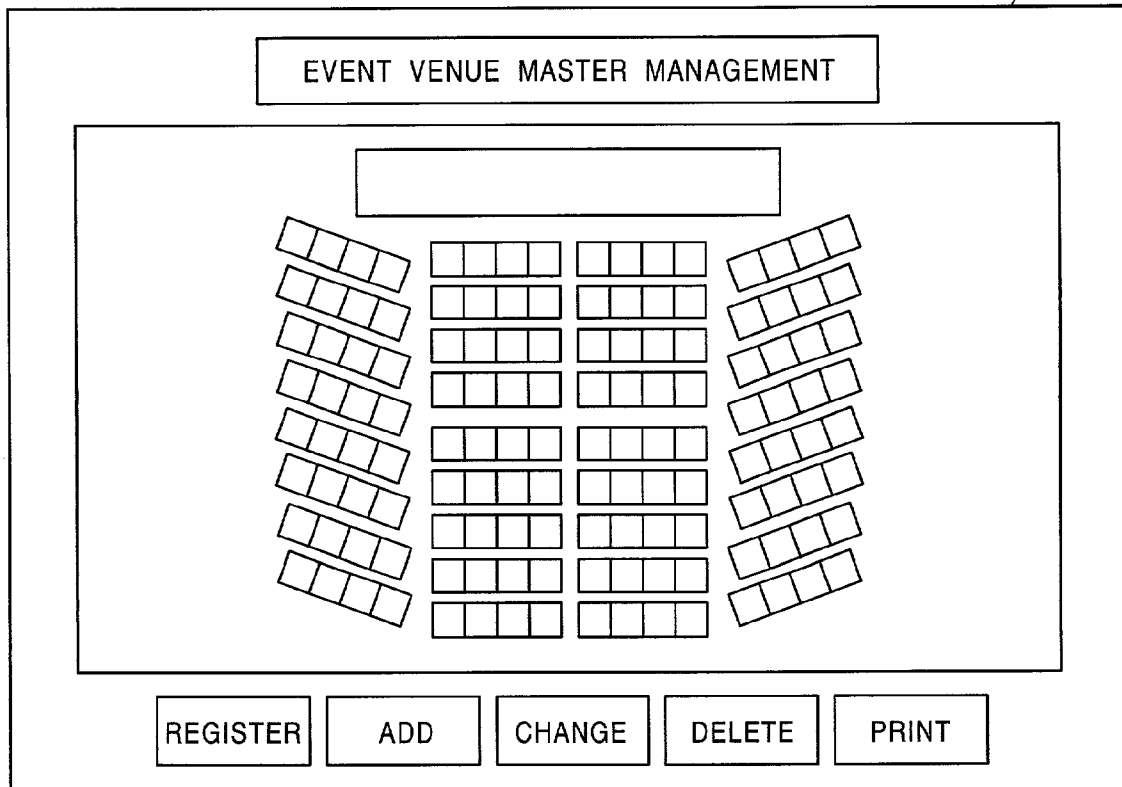 EVENT VENUE MASTER MANAGEMENT
REGISTER
ADD
CHANGE
DELETE
PRINT